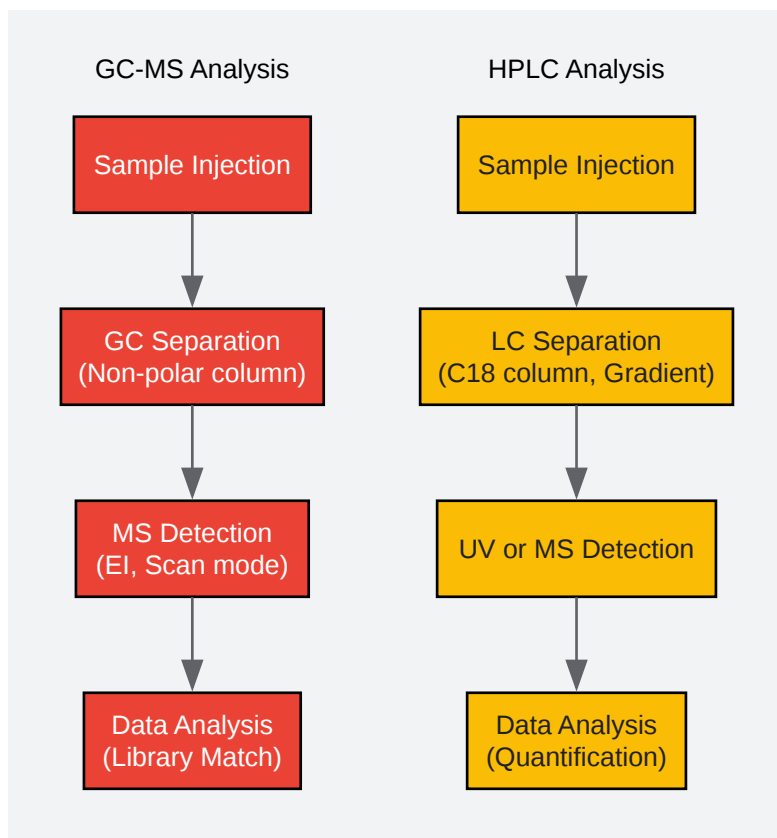 GC-MS Analysis
Sample Injection
GC Separation
(Non-polar column)
MS Detection
(EI, Scan mode)
Data Analysis
(Library Match)
HPLC Analysis
Sample Injection
LC Separation
(C18 column, Gradient)
UV or MS Detection
Data Analysis
(Quantification)